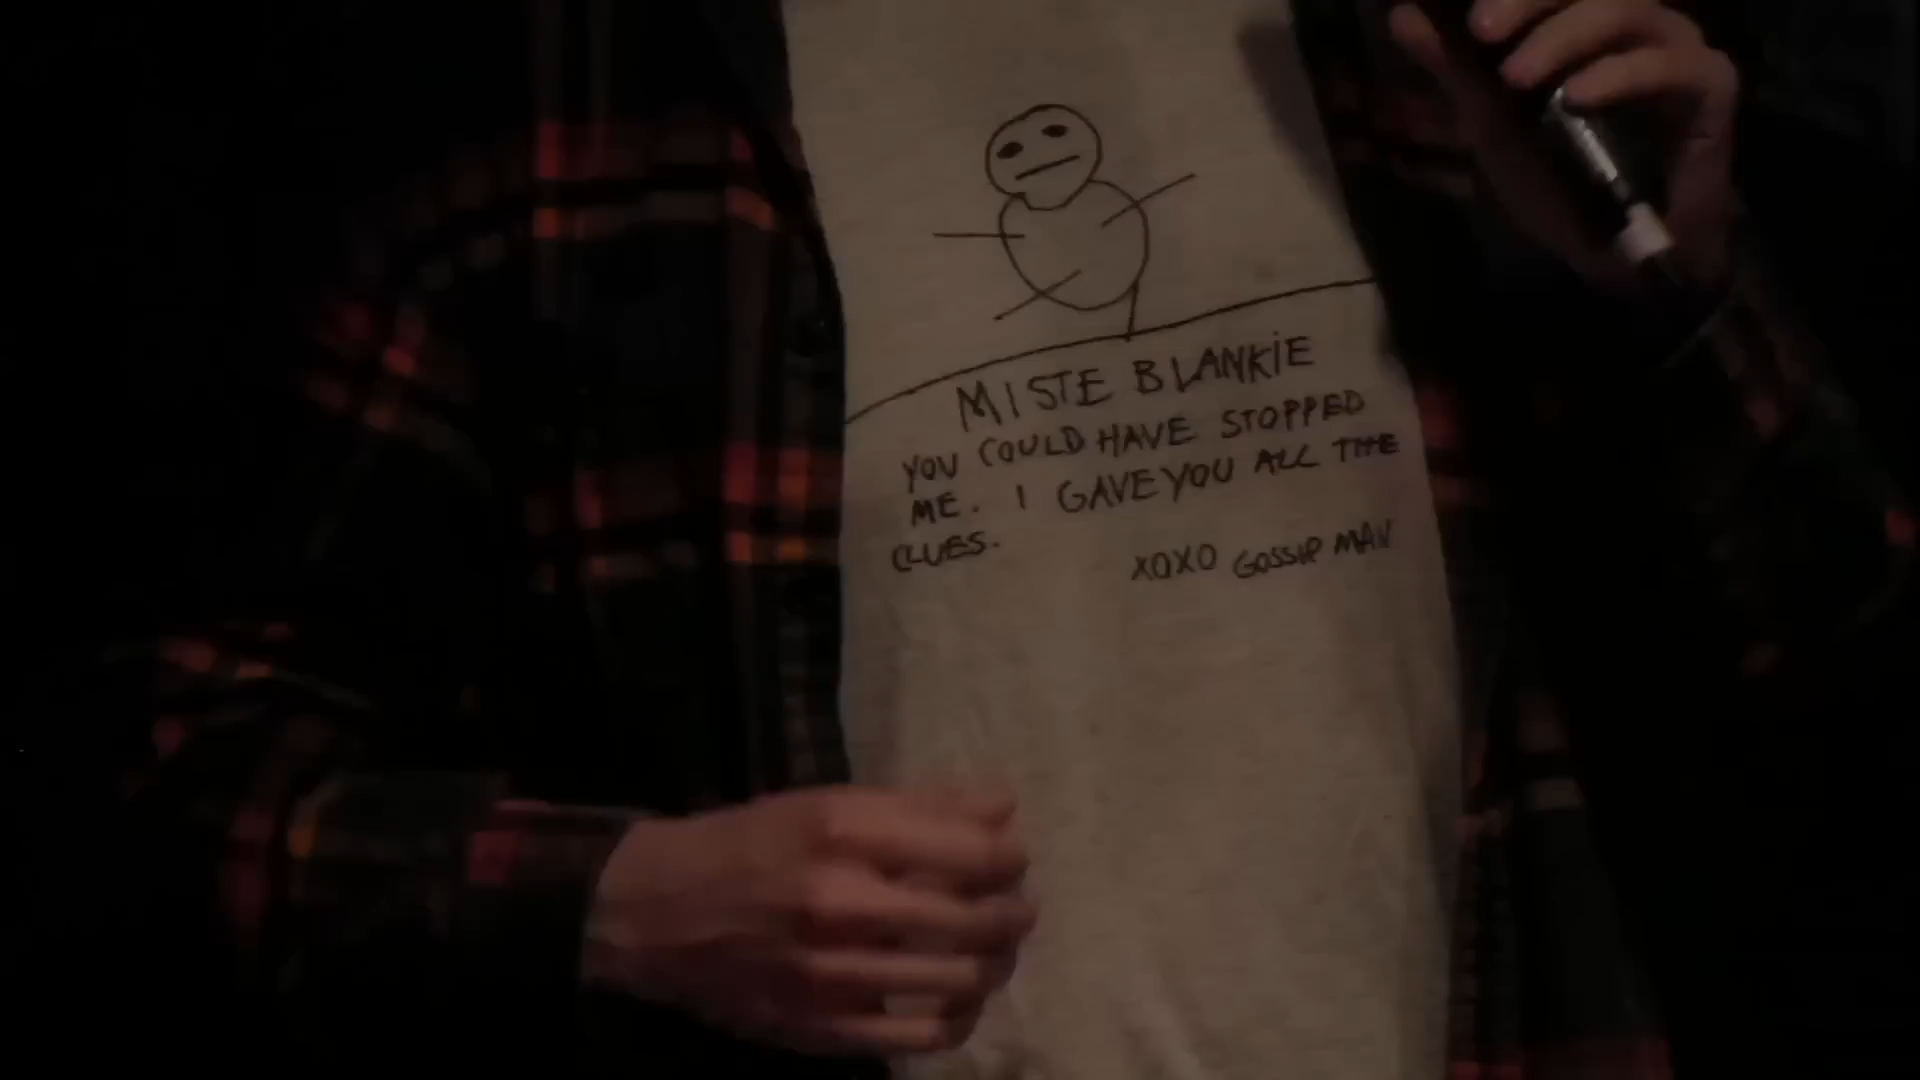 MISTE BLANKIE
YOU COULD HAVE STOPPED
ME. I GAVE YOU ALL THE
CLUES.
XOXO GOSSIP MAN